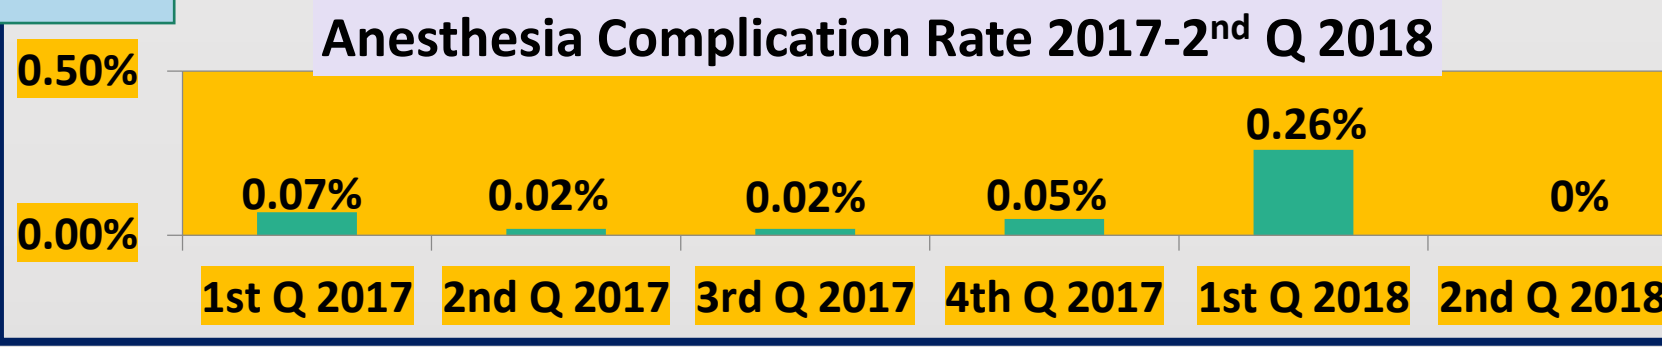 Anesthesia Complication Rate 2017-2nd Q 2018
0.50%
0.26%
0.07% 0.02% 0.02% 0.05% 0%
0.00%
1st Q 2017 2nd Q 2017 3rd Q 2017 4th Q 2017 1st Q 2018 2nd Q 2018